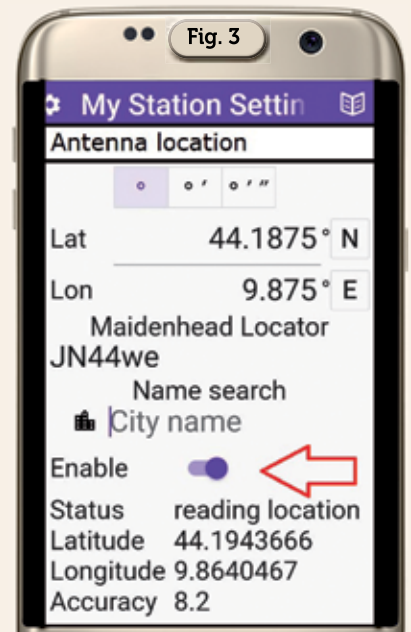 Fig. 3
My Station Settin
Antenna location
° °′ °′″
Lat 44.1875° N
Lon 9.875° E
Maidenhead Locator
JN44we
Name search
City name
Enable
Status reading location
Latitude 44.1943666
Longitude 9.8640467
Accuracy 8.2